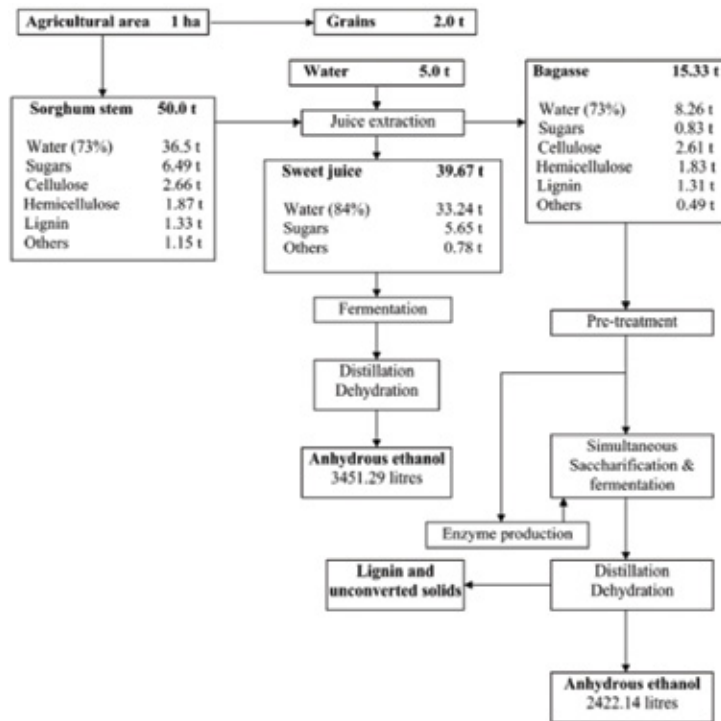 Agricultural area 1 ha
Grains 2.0 t
Water 5.0 t
Bagasse 15.33 t
Water (73%) 8.26 t
Sugars 0.83 t
Cellulose 2.61 t
Hemicellulose 1.83 t
Lignin 1.31 t
Others 0.49 t
Sorghum stem 50.0 t
Water (73%) 36.5 t
Sugars 6.49 t
Cellulose 2.66 t
Hemicellulose 1.87 t
Lignin 1.33 t
Others 1.15 t
Juice extraction
Sweet juice 39.67 t
Water (84%) 33.24 t
Sugars 5.65 t
Others 0.78 t
Fermentation
Pre-treatment
Distillation
Dehydration
Anhydrous ethanol
3451.29 litres
Simultaneous
Saccharification &
fermentation
Enzyme production
Lignin and
unconverted solids
Distillation
Dehydration
Anhydrous ethanol
2422.14 litres